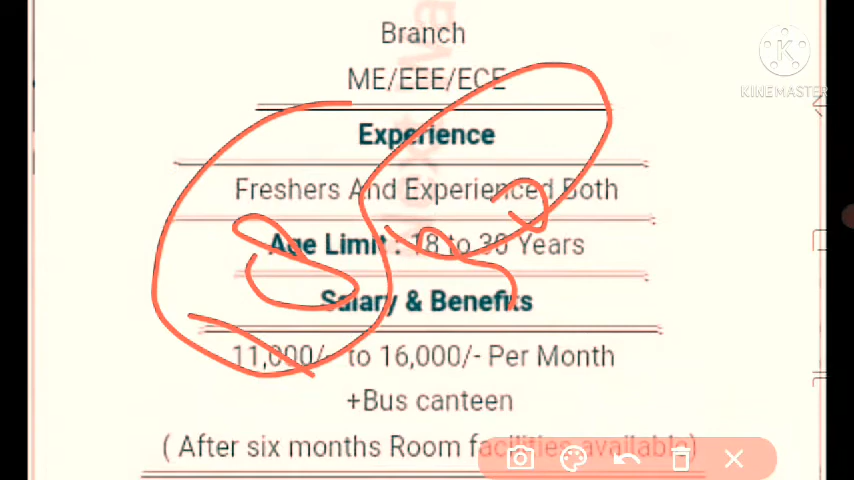 Branch
ME/EEE/ECE
Experience
Freshers And Experienced Both
Age Limit : 18 to 30 Years
Salary & Benefits
11,000/- to 16,000/- Per Month
+Bus canteen
( After six months Room facilities available)
K
KINEMASTER